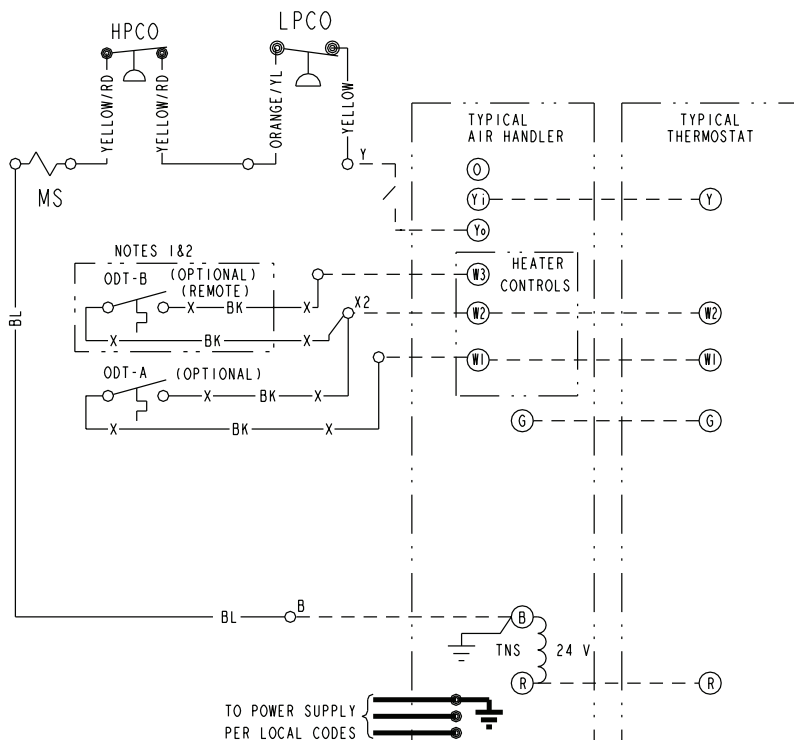 HPCO
LPCO
YELLOW/RD
YELLOW/RD
ORANGE/YL
YELLOW
Y
MS
TYPICAL
AIR HANDLER
TYPICAL
THERMOSTAT
O
Yi
Y
Yo
NOTES 1&2
ODT-B (OPTIONAL)
(REMOTE)
X BK X
X BK X
X2
W3
HEATER
CONTROLS
W2
W2
W1
W1
ODT-A (OPTIONAL)
X BK X
X BK X
G
G
BL
BL
B
B
TNS 24 V
R
R
TO POWER SUPPLY
PER LOCAL CODES